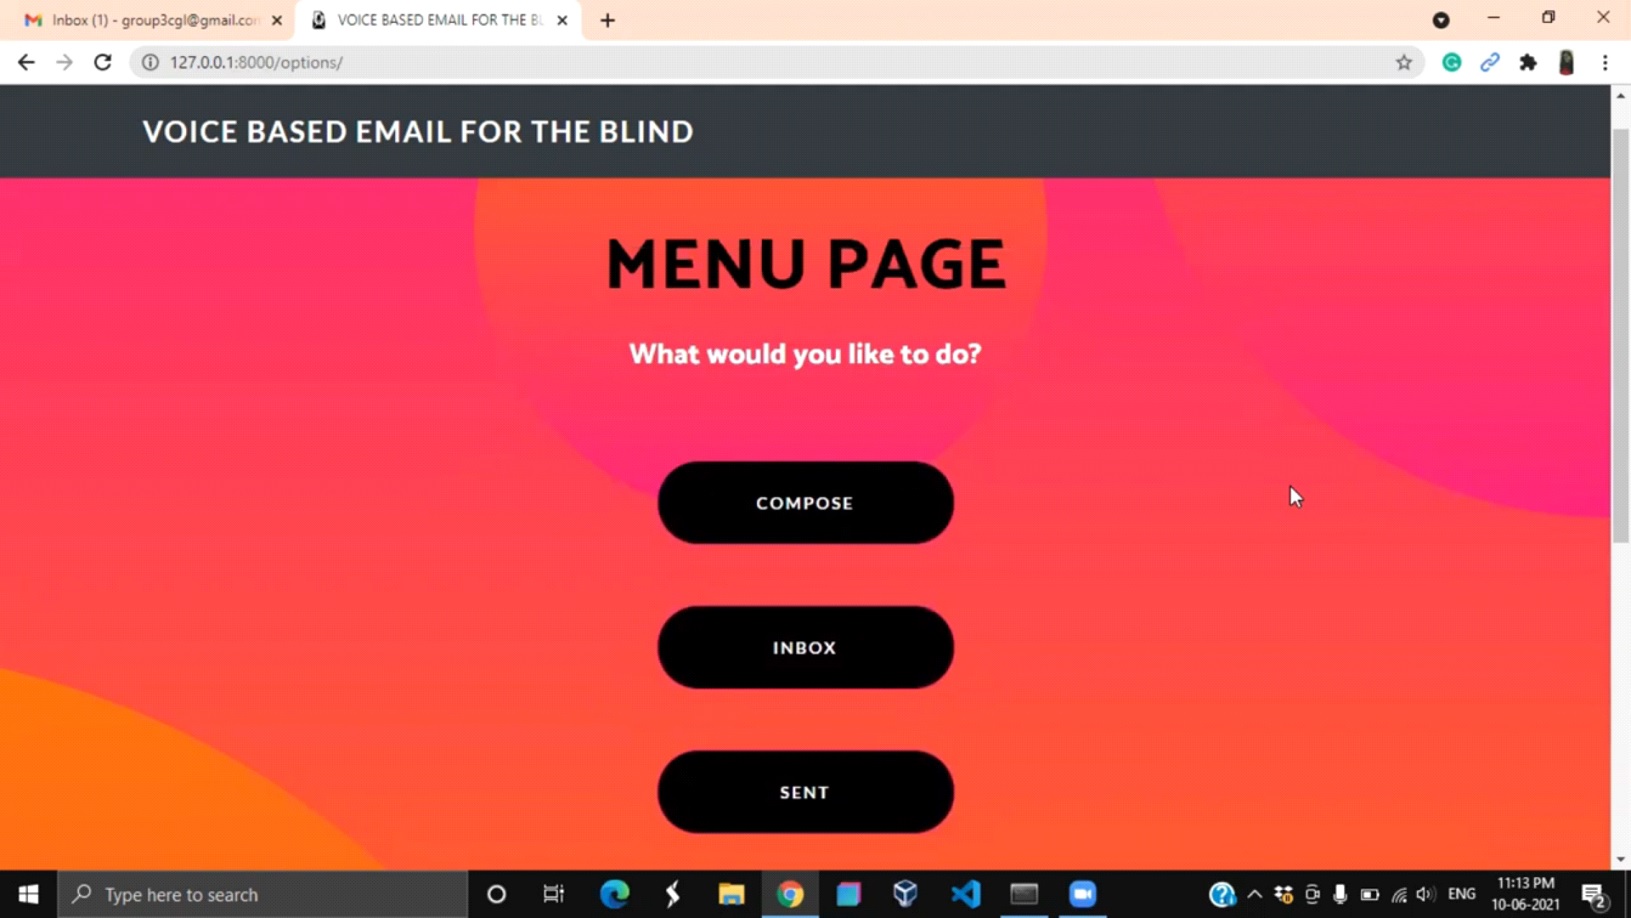 Inbox (1) - group3cgl@gmail.con
VOICE BASED EMAIL FOR THE BL
127.0.0.1:8000/options/
VOICE BASED EMAIL FOR THE BLIND
MENU PAGE
What would you like to do?
COMPOSE
INBOX
SENT
Type here to search
ENG
11:13 PM
10-06-2021
2